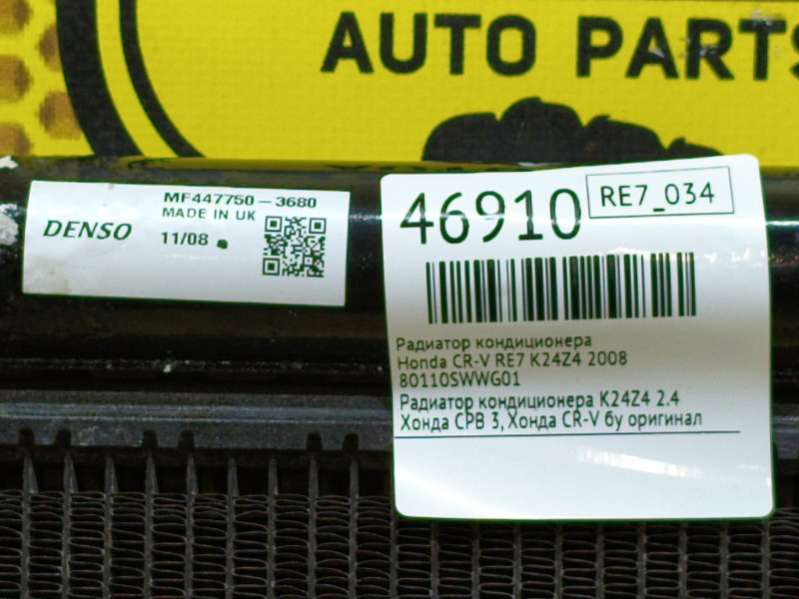 AUTO PARTS
MF447750-3680
MADE IN UK
DENSO
11/08
46910
RE7_034
Радиатор кондиционера
Honda CR-V RE7 K24Z4 2008
80110SWWG01
Радиатор кондиционера K24Z4 2.4
Хонда СРВ 3, Хонда CR-V бу оригинал